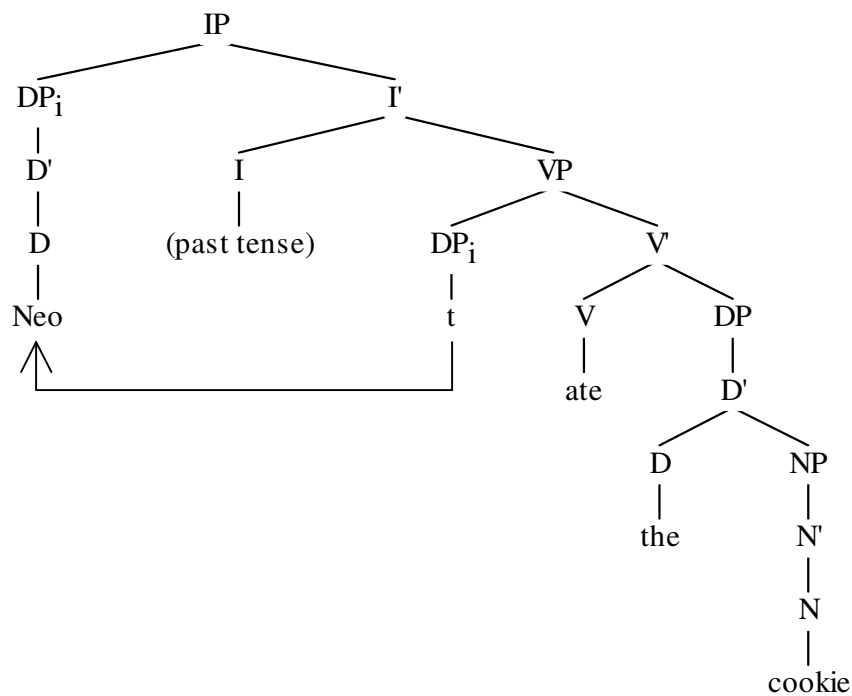 IP
DPi I'
D' I VP
D (past tense) DPi V'
Neo t V DP
ate D'
D NP
the N'
N
cookie